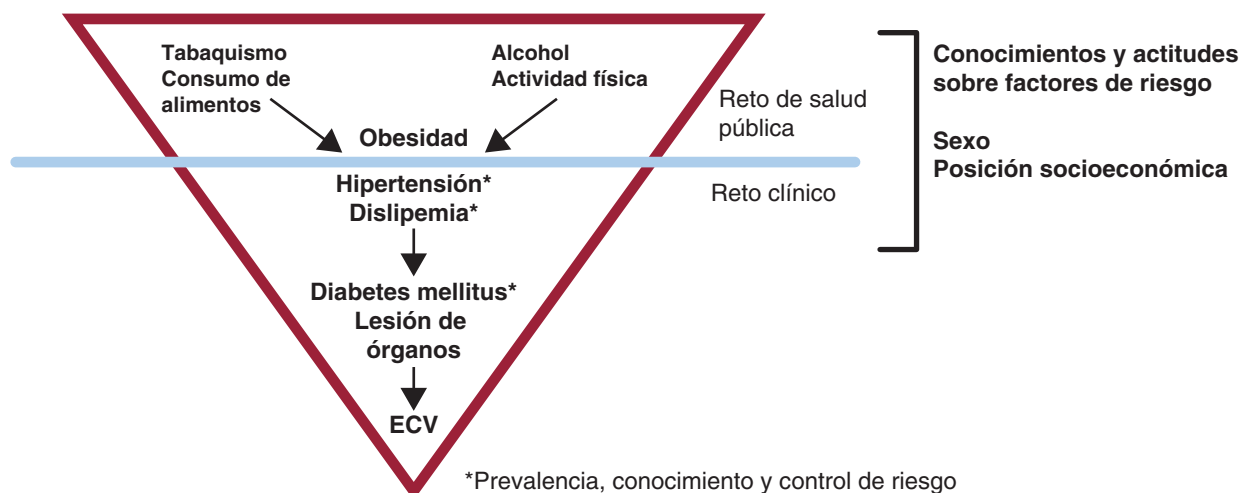 Tabaquismo
Consumo de
alimentos
Alcohol
Actividad física
Obesidad
Hipertensión*
Dislipemia*
Diabetes mellitus*
Lesión de
órganos
ECV
Reto de salud
pública
Reto clínico
Conocimientos y actitudes
sobre factores de riesgo
Sexo
Posición socioeconómica
*Prevalencia, conocimiento y control de riesgo